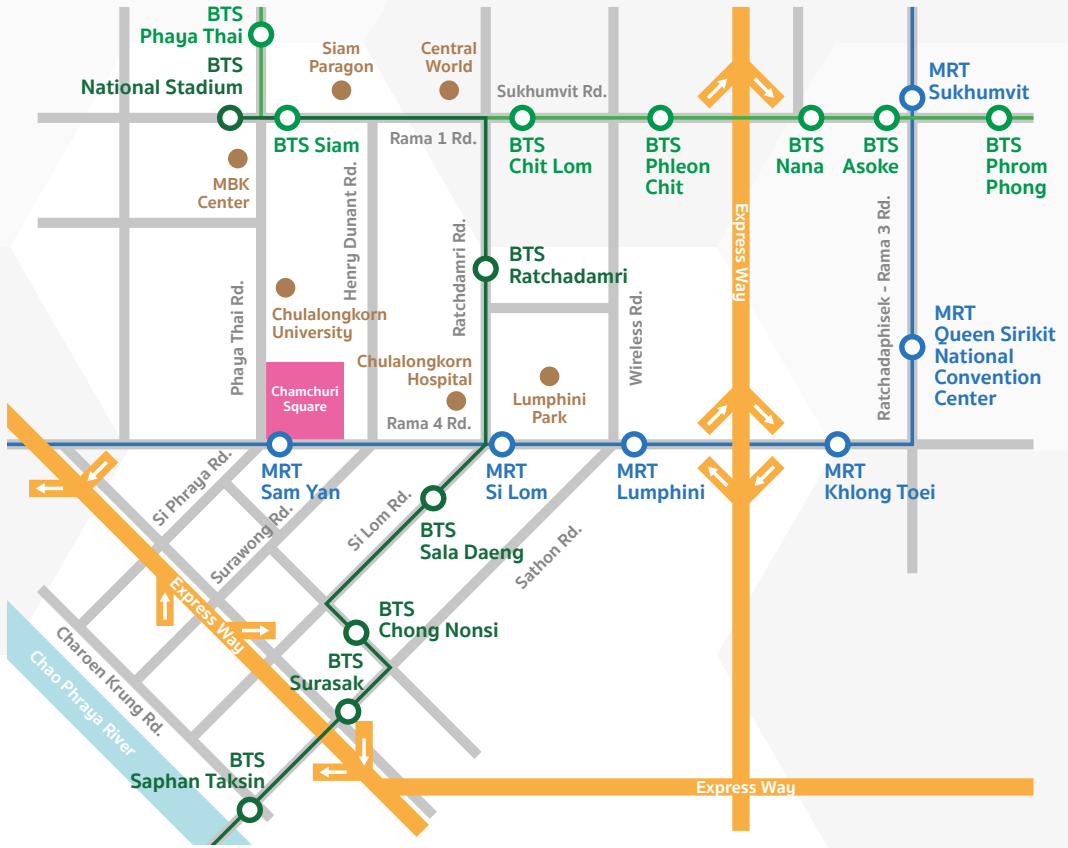 BTS
Phaya Thai
BTS
National Stadium
Siam
Paragon
Central
World
Sukhumvit Rd.
MRT
Sukhumvit
BTS Siam
Rama 1 Rd.
BTS
Chit Lom
BTS
Phleon
Chit
BTS
Nana
BTS
Asoke
BTS
Phrom
Phong
MBK
Center
Henry Dunant Rd.
Ratchdamri Rd.
BTS
Ratchadamri
Express Way
Ratchadaphisek - Rama 3 Rd.
Phaya Thai Rd.
Chulalongkorn
University
Wireless Rd.
MRT
Queen Sirikit
National
Convention
Center
Chulalongkorn
Hospital
Chamchuri
Square
Lumphini
Park
Rama 4 Rd.
MRT
Sam Yan
MRT
Si Lom
MRT
Lumphini
MRT
Khlong Toei
Si Phraya Rd.
Surawong Rd.
Si Lom Rd.
BTS
Sala Daeng
Sathon Rd.
Express Way
BTS
Chong Nonsi
BTS
Surasak
Charoen Krung Rd.
Chao Phraya River
BTS
Saphan Taksin
Express Way